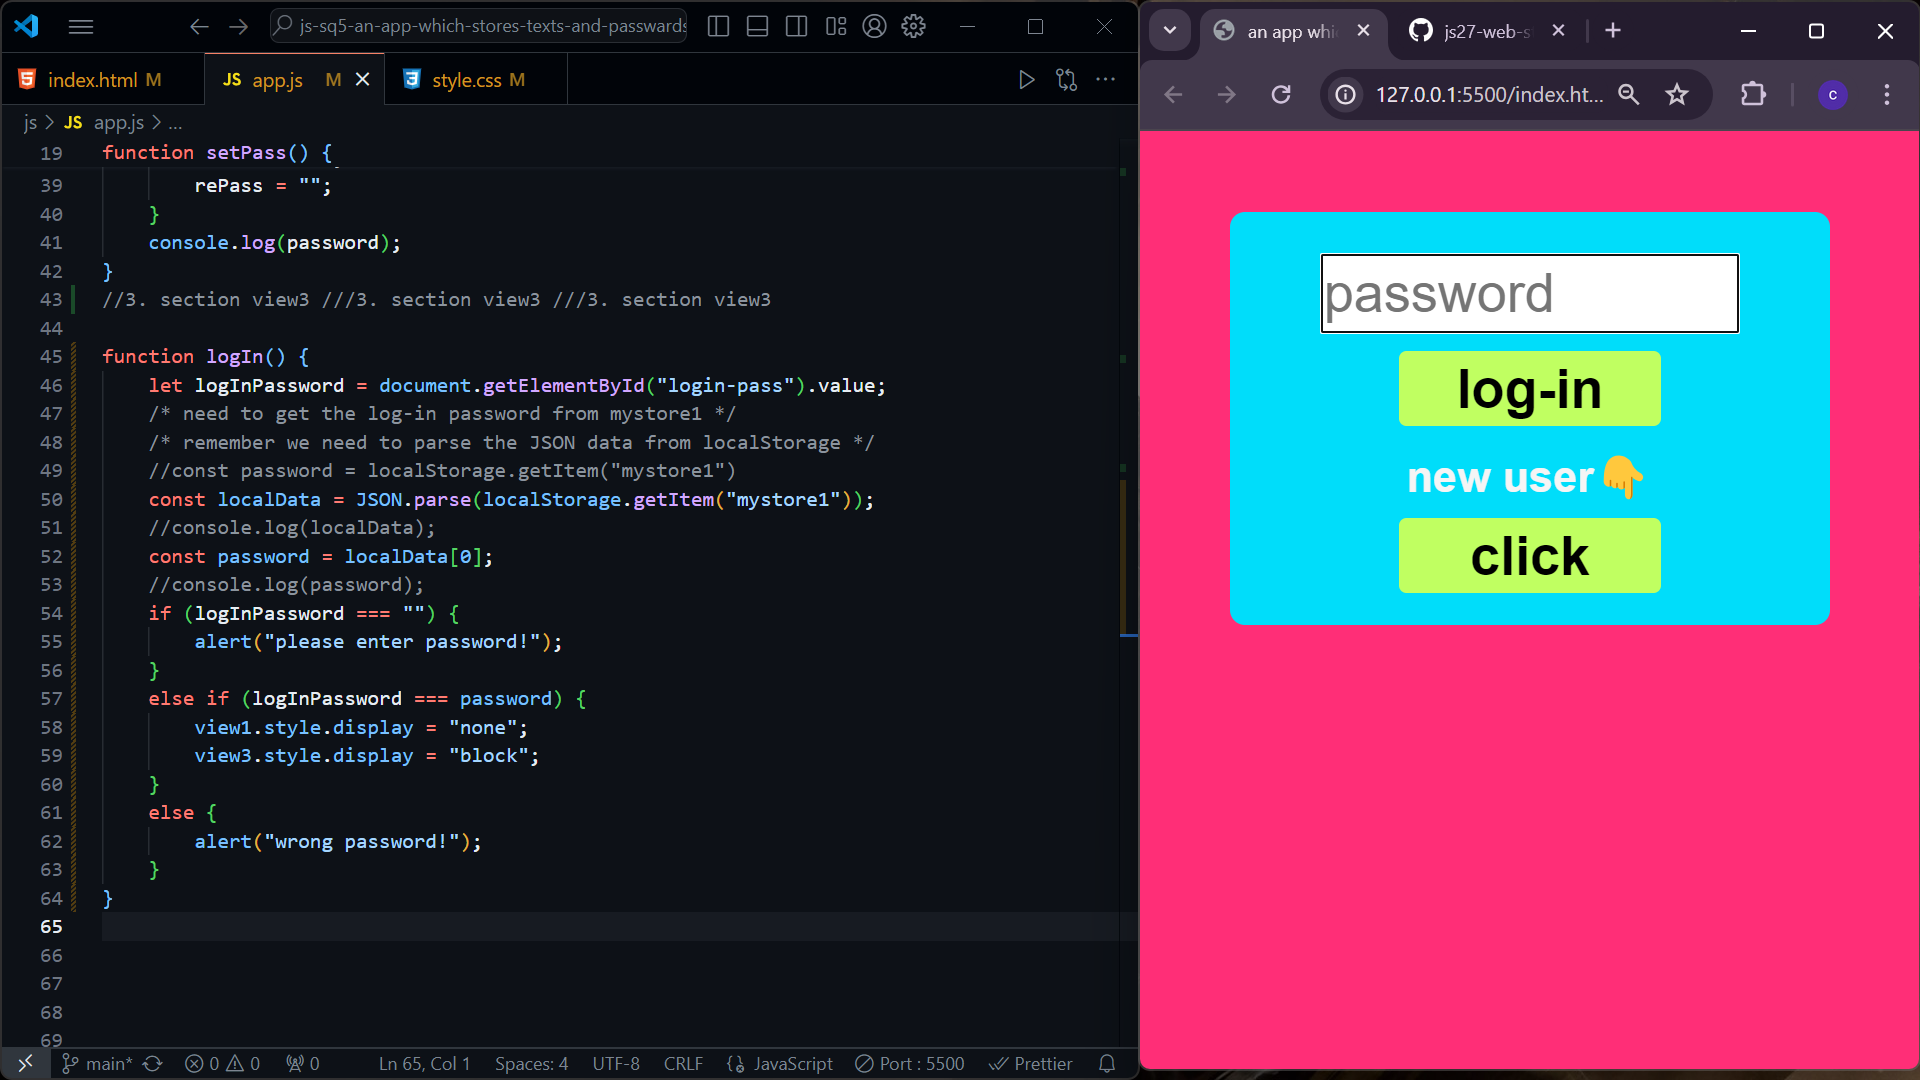 js-sq5-an-app-which-stores-texts-and-passwards
index.html M
JS app.js M
style.css M
js > JS app.js > ...
19 function setPass() {
39 rePass = "";
40 }
41 console.log(password);
42 }
43 //3. section view3 ///3. section view3 ///3. section view3
44
45 function logIn() {
46 let logInPassword = document.getElementById("login-pass").value;
47 /* need to get the log-in password from mystore1 */
48 /* remember we need to parse the JSON data from localStorage */
49 //const password = localStorage.getItem("mystore1")
50 const localData = JSON.parse(localStorage.getItem("mystore1"));
51 //console.log(localData);
52 const password = localData[0];
53 //console.log(password);
54 if (logInPassword === "") {
55 alert("please enter password!");
56 }
57 else if (logInPassword === password) {
58 view1.style.display = "none";
59 view3.style.display = "block";
60 }
61 else {
62 alert("wrong password!");
63 }
64 }
65
66
67
68
69
main* 0 0 0 Ln 65, Col 1 Spaces: 4 UTF-8 CRLF JavaScript Port : 5500 Prettier
an app whi
js27-web-s
127.0.0.1:5500/index.ht...
c
password
log-in
new user👇
click